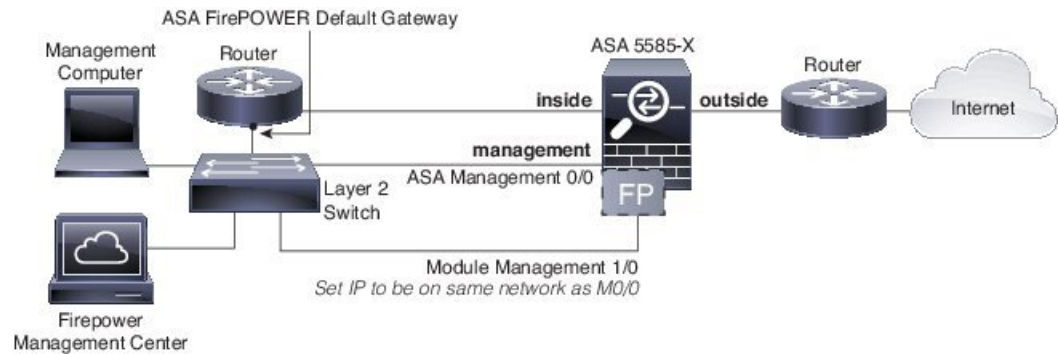 ASA FirePOWER Default Gateway
Management
Computer
Router
ASA 5585-X
Router
inside
outside
Internet
management
ASA Management 0/0
Layer 2
Switch
FP
Module Management 1/0
Set IP to be on same network as M0/0
Firepower
Management Center